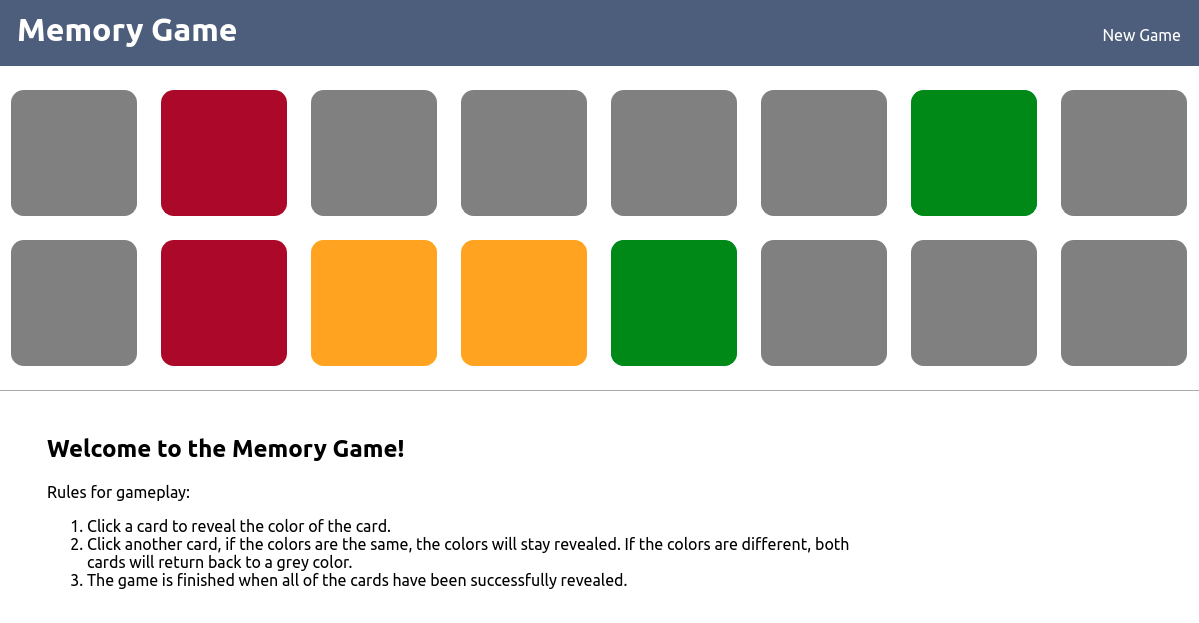 Memory Game
New Game
Welcome to the Memory Game!
Rules for gameplay:
1. Click a card to reveal the color of the card.
2. Click another card, if the colors are the same, the colors will stay revealed. If the colors are different, both
cards will return back to a grey color.
3. The game is finished when all of the cards have been successfully revealed.